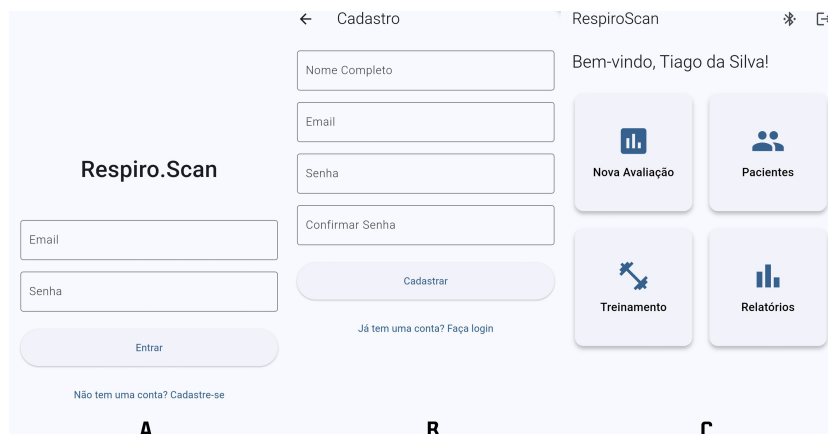 Respiro.Scan
Email
Senha
Entrar
Não tem uma conta? Cadastre-se
A
Cadastro
Nome Completo
Email
Senha
Confirmar Senha
Cadastrar
Já tem uma conta? Faça login
B
RespiroScan
Bem-vindo, Tiago da Silva!
Nova Avaliação
Pacientes
Treinamento
Relatórios
C